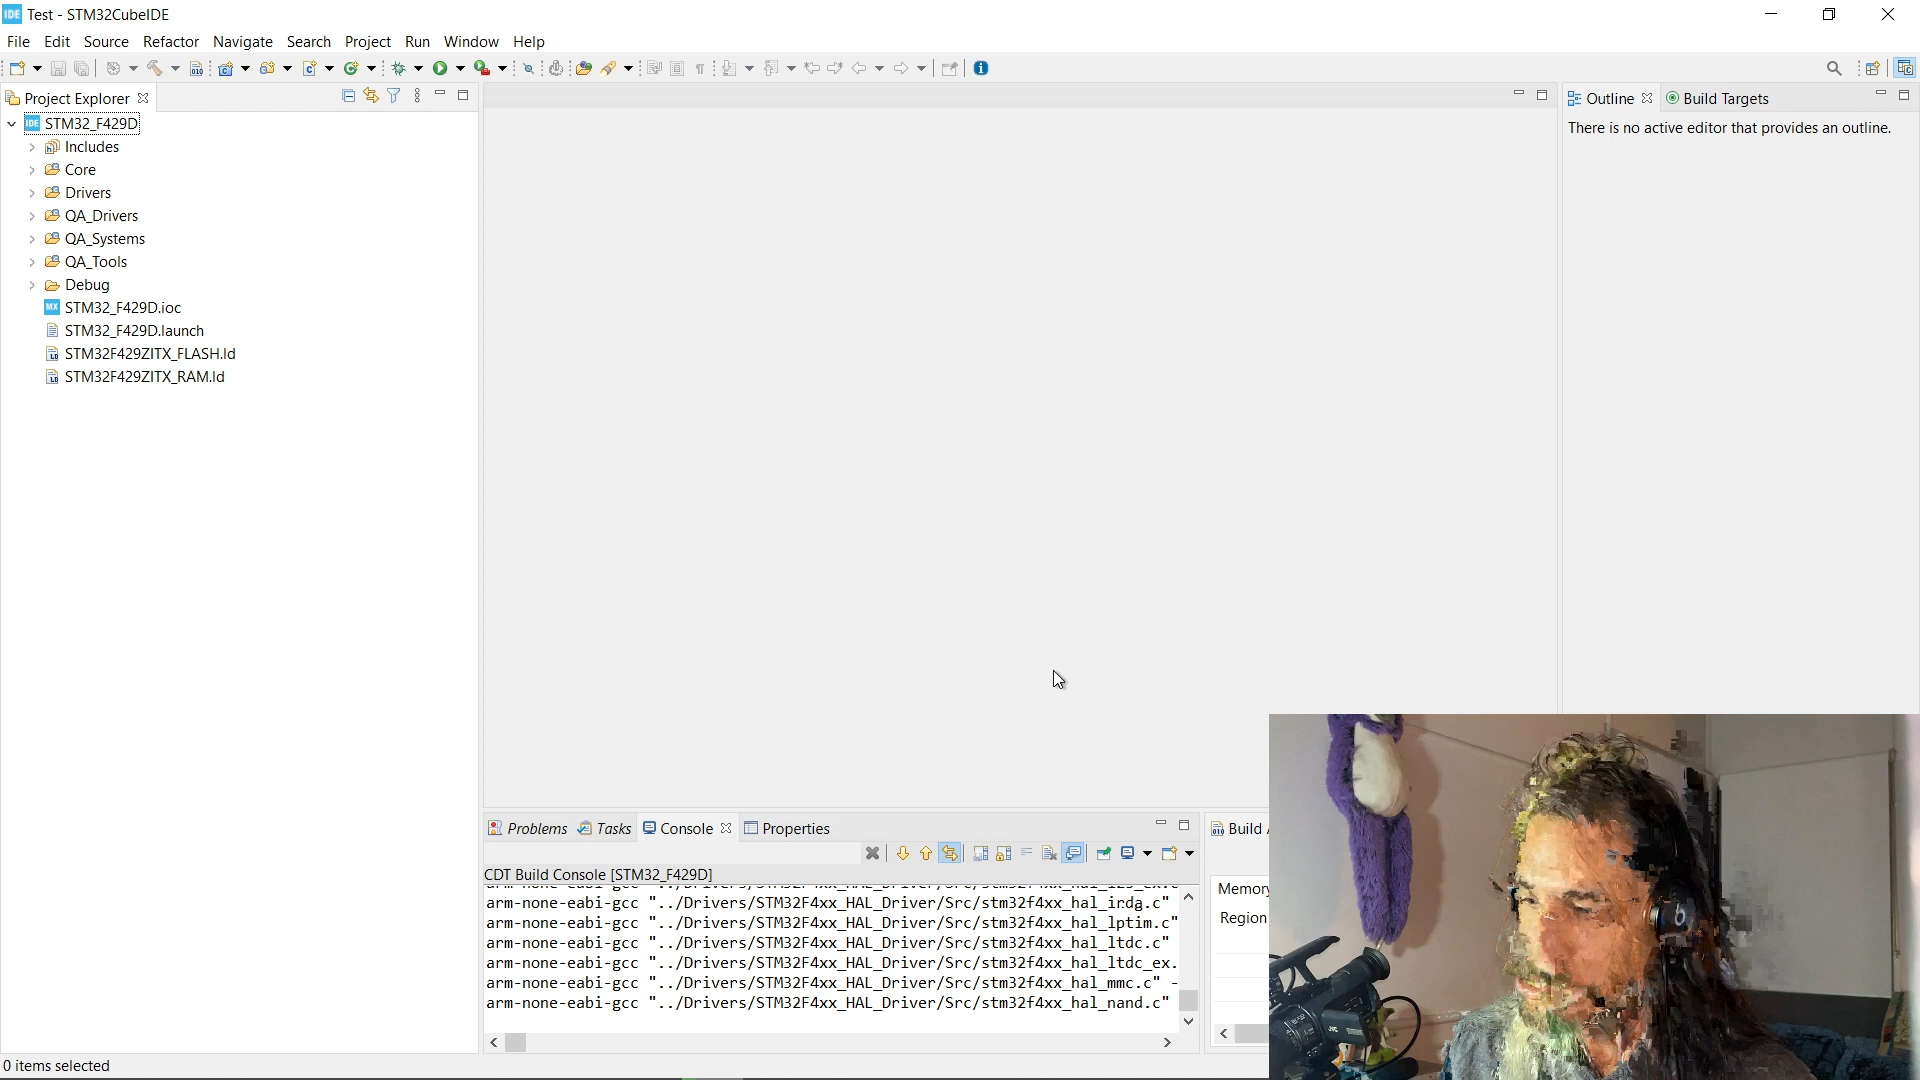 IDE Test - STM32CubeIDE
File Edit Source Refactor Navigate Search Project Run Window Help
Project Explorer
IDE STM32_F429D
Includes
Core
Drivers
QA_Drivers
QA_Systems
QA_Tools
Debug
MX STM32_F429D.ioc
STM32_F429D.launch
STM32F429ZITX_FLASH.ld
STM32F429ZITX_RAM.ld
Outline Build Targets
There is no active editor that provides an outline.
Problems Tasks Console Properties
CDT Build Console [STM32_F429D]
arm-none-eabi-gcc "../Drivers/STM32F4xx_HAL_Driver/Src/stm32f4xx_hal_irda.c"
arm-none-eabi-gcc "../Drivers/STM32F4xx_HAL_Driver/Src/stm32f4xx_hal_lptim.c"
arm-none-eabi-gcc "../Drivers/STM32F4xx_HAL_Driver/Src/stm32f4xx_hal_ltdc.c"
arm-none-eabi-gcc "../Drivers/STM32F4xx_HAL_Driver/Src/stm32f4xx_hal_ltdc_ex.
arm-none-eabi-gcc "../Drivers/STM32F4xx_HAL_Driver/Src/stm32f4xx_hal_mmc.c" -
arm-none-eabi-gcc "../Drivers/STM32F4xx_HAL_Driver/Src/stm32f4xx_hal_nand.c"
Build
Memory
Region
0 items selected